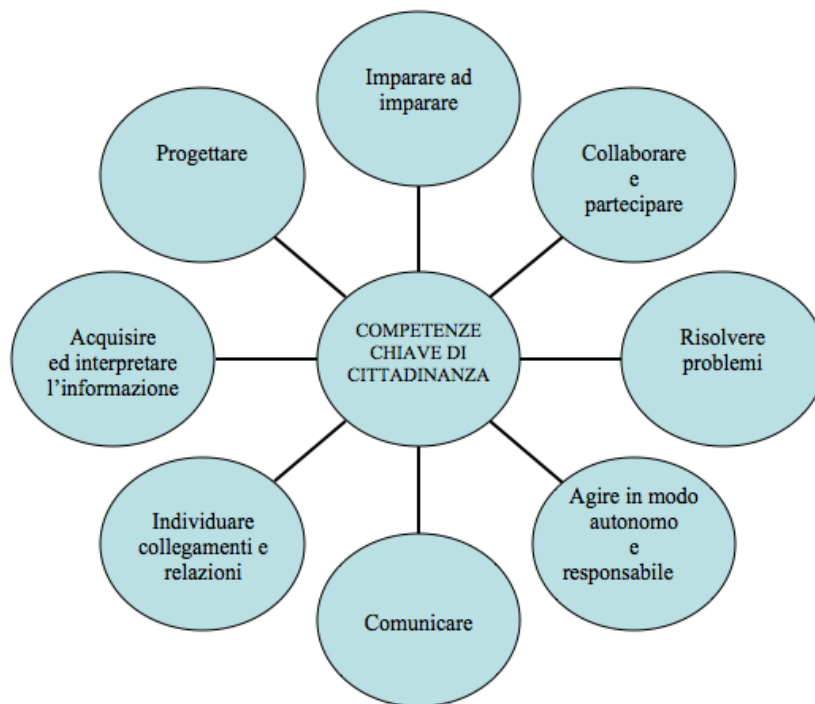 Imparare ad
imparare
Progettare
Collaborare
e
partecipare
Acquisire
ed interpretare
l’informazione
COMPETENZE
CHIAVE DI
CITTADINANZA
Risolvere
problemi
Individuare
collegamenti e
relazioni
Agire in modo
autonomo
e
responsabile
Comunicare